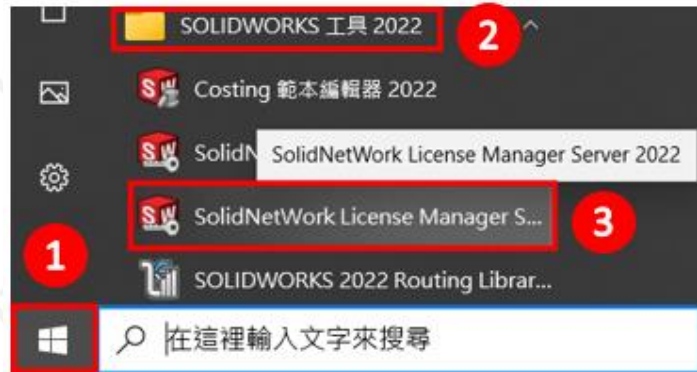 SOLIDWORKS 工具 2022
2
Costing 範本編輯器 2022
SolidN
SolidNetWork License Manager Server 2022
SolidNetWork License Manager S...
3
1
SOLIDWORKS 2022 Routing Librar...
在這裡輸入文字來搜尋